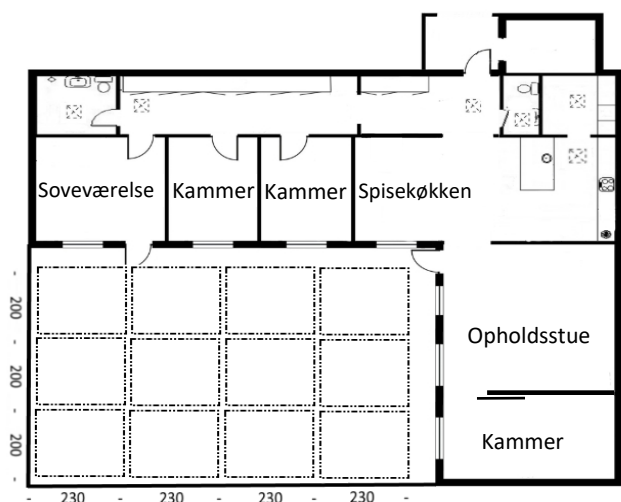 Soveværelse Kammer Kammer Spisekøkken
Opholdsstue
Kammer
- 200 - 200 - 200 -
- 230 - 230 - 230 - 230 -